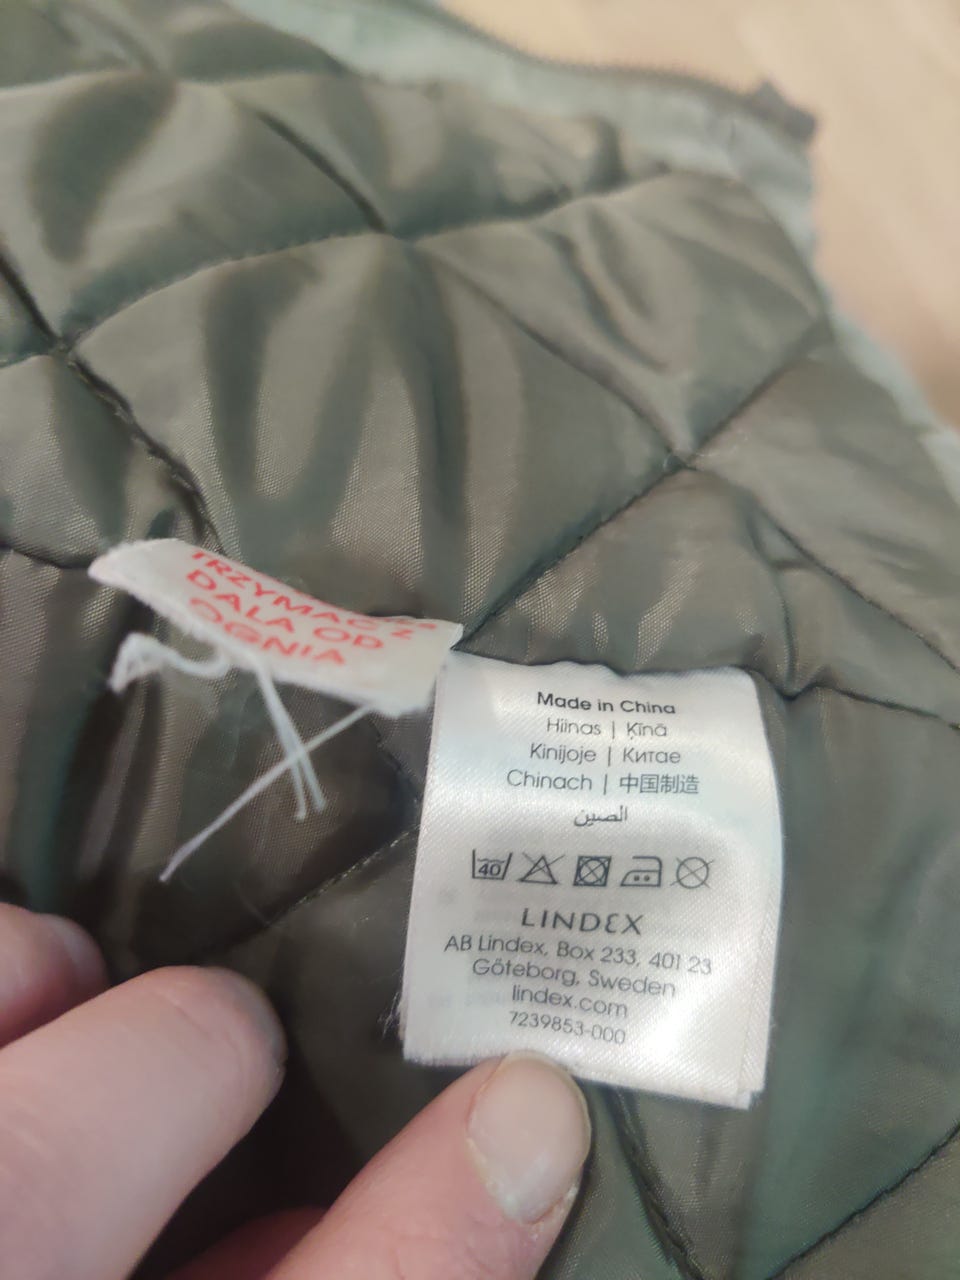 TRZYMAĆ Z
DALA OD
OGNIA
Made in China
Hiinas | Ķīnā
Kinijoje | Китае
Chinach | 中国制造
الصين
40
LINDEX
AB Lindex, Box 233, 401 23
Göteborg, Sweden
lindex.com
7239853-000